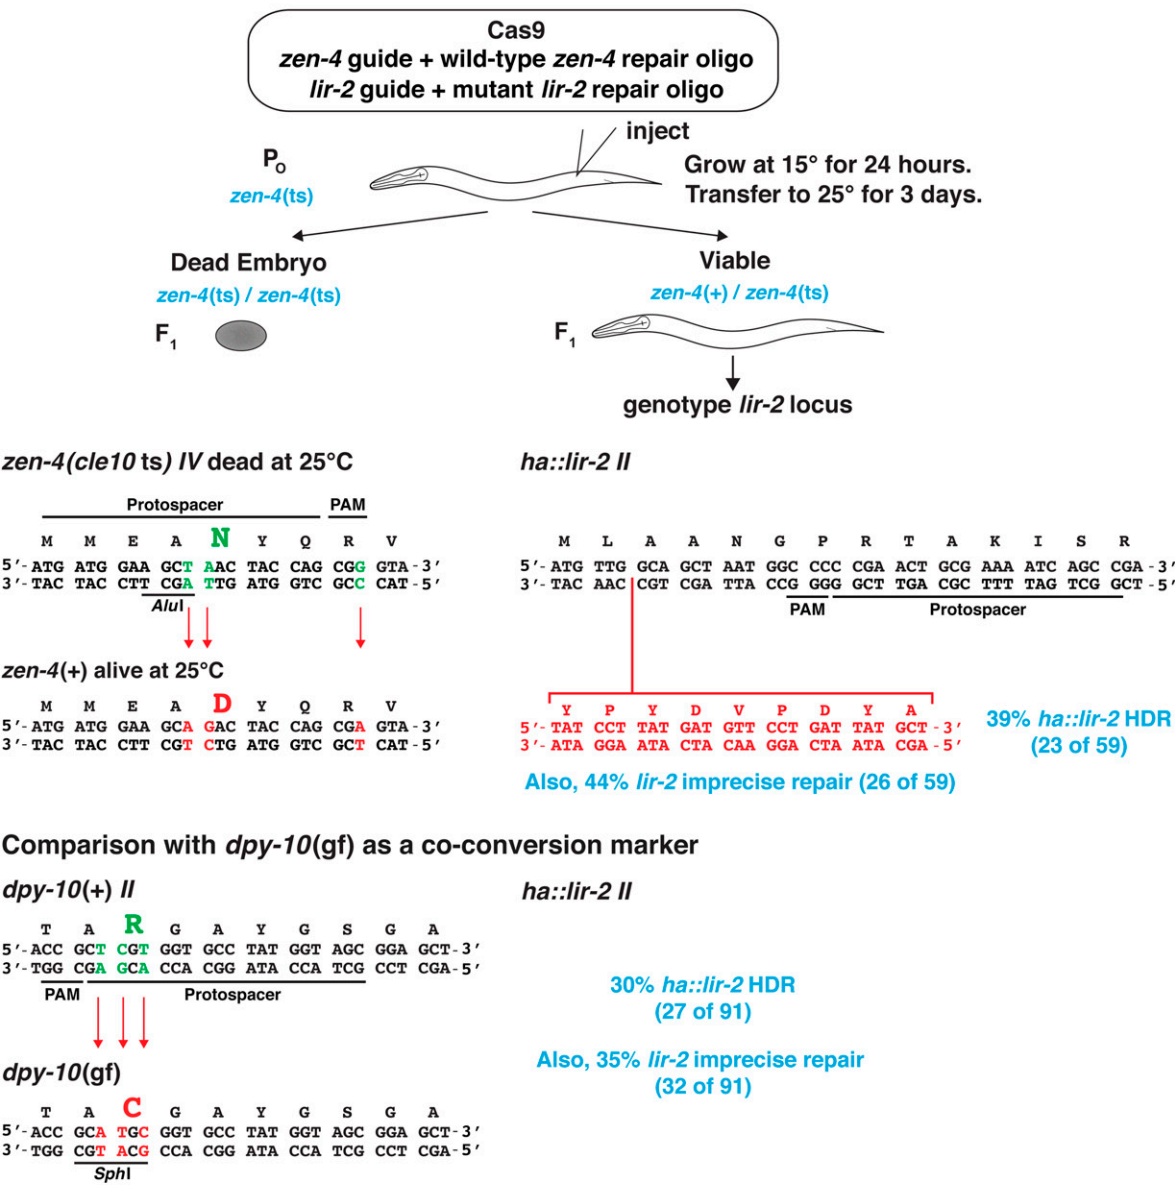 Cas9
zen-4 guide + wild-type zen-4 repair oligo
lir-2 guide + mutant lir-2 repair oligo
inject
P0
zen-4(ts)
Grow at 15° for 24 hours.
Transfer to 25° for 3 days.
Dead Embryo
zen-4(ts) / zen-4(ts)
F1
Viable
zen-4(+) / zen-4(ts)
F1
genotype lir-2 locus
zen-4(cle10 ts) IV dead at 25°C
Protospacer PAM
M M E A N Y Q R V
5′-ATG ATG GAA GCT AAC TAC CAG CGG GTA-3′
3′-TAC TAC CTT CGA TTG ATG GTC GCC CAT-5′
AluI
zen-4(+) alive at 25°C
M M E A D Y Q R V
5′-ATG ATG GAA GCA GAC TAC CAG CGA GTA-3′
3′-TAC TAC CTT CGT CTG ATG GTC GCT CAT-5′
ha::lir-2 II
M L A A N G P R T A K I S R
5′-ATG TTG GCA GCT AAT GGC CCC CGA ACT GCG AAA ATC AGC CGA-3′
3′-TAC AAC CGT CGA TTA CCG GGG GCT TGA CGC TTT TAG TCG GCT-5′
PAM Protospacer
Y P Y D V P D Y A
5′-TAT CCT TAT GAT GTT CCT GAT TAT GCT-3′
3′-ATA GGA ATA CTA CAA GGA CTA ATA CGA-5′
39% ha::lir-2 HDR
(23 of 59)
Also, 44% lir-2 imprecise repair (26 of 59)
Comparison with dpy-10(gf) as a co-conversion marker
dpy-10(+) II
T A R G A Y G S G A
5′-ACC GCT CGT GGT GCC TAT GGT AGC GGA GCT-3′
3′-TGG CGA GCA CCA CGG ATA CCA TCG CCT CGA-5′
PAM Protospacer
dpy-10(gf)
T A C G A Y G S G A
5′-ACC GCA TGC GGT GCC TAT GGT AGC GGA GCT-3′
3′-TGG CGT ACG CCA CGG ATA CCA TCG CCT CGA-5′
SphI
ha::lir-2 II
30% ha::lir-2 HDR
(27 of 91)
Also, 35% lir-2 imprecise repair
(32 of 91)